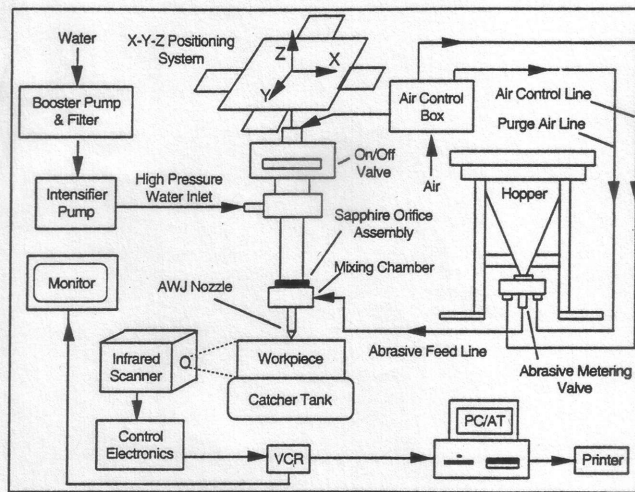 Water
X-Y-Z Positioning
System
Z
X
Y
Booster Pump
& Filter
Air Control
Box
Air Control Line
Purge Air Line
On/Off
Valve
Air
Hopper
Intensifier
Pump
High Pressure
Water Inlet
Sapphire Orifice
Assembly
Mixing Chamber
Monitor
AWJ Nozzle
Infrared
Scanner
Workpiece
Abrasive Feed Line
Abrasive Metering
Valve
Catcher Tank
Control
Electronics
VCR
PC/AT
Printer